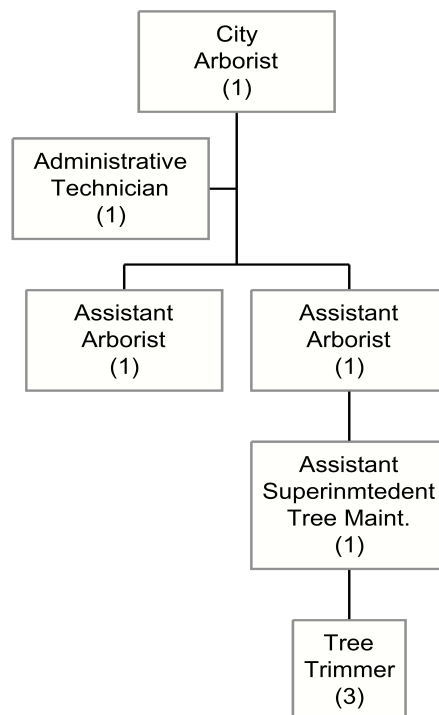 City
Arborist
(1)
Administrative
Technician
(1)
Assistant
Arborist
(1)
Assistant
Arborist
(1)
Assistant
Superinmtedent
Tree Maint.
(1)
Tree
Trimmer
(3)